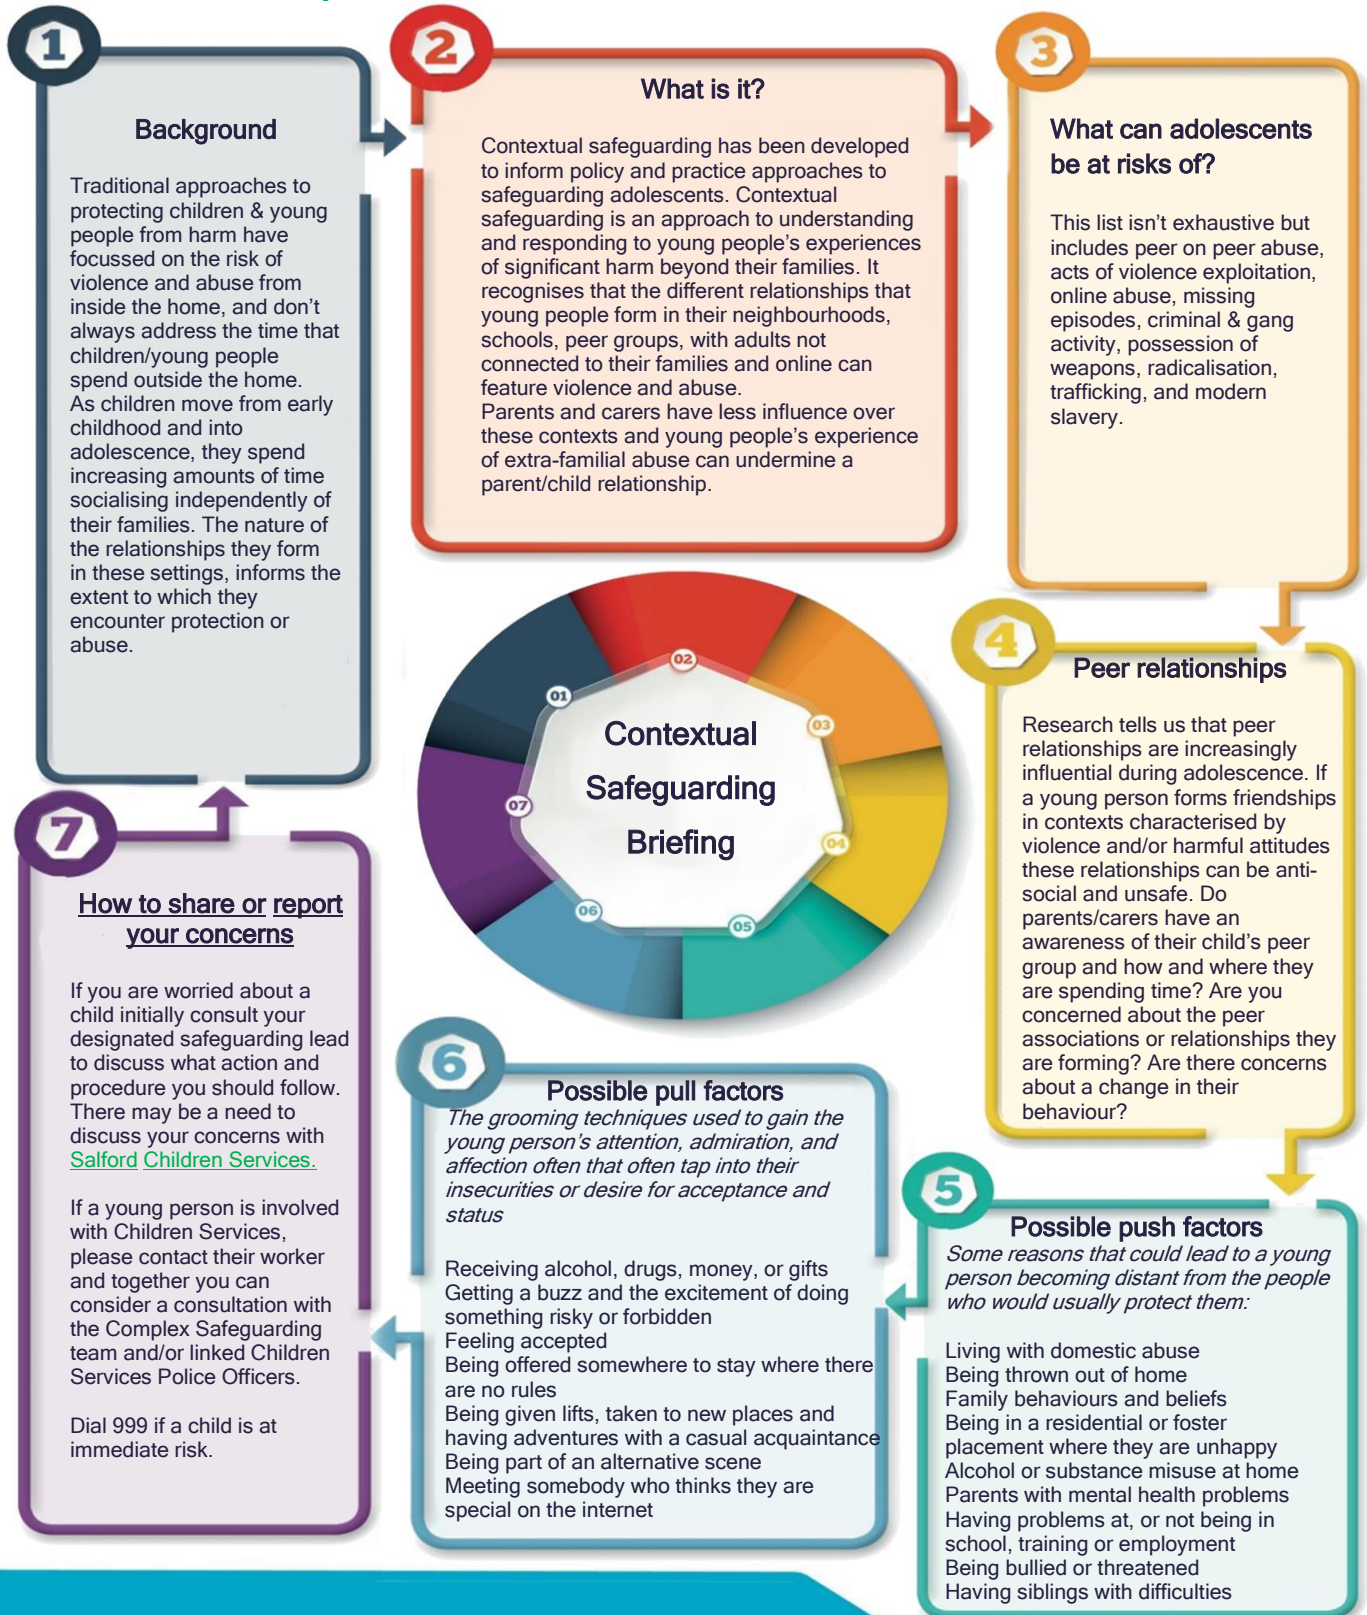 1
Background
Traditional approaches to
protecting children & young
people from harm have
focussed on the risk of
violence and abuse from
inside the home, and don't
always address the time that
children/young people
spend outside the home.
As children move from early
childhood and into
adolescence, they spend
increasing amounts of time
socialising independently of
their families. The nature of
the relationships they form
in these settings, informs the
extent to which they
encounter protection or
abuse.
2
What is it?
Contextual safeguarding has been developed
to inform policy and practice approaches to
safeguarding adolescents. Contextual
safeguarding is an approach to understanding
and responding to young people's experiences
of significant harm beyond their families. It
recognises that the different relationships that
young people form in their neighbourhoods,
schools, peer groups, with adults not
connected to their families and online can
feature violence and abuse.
Parents and carers have less influence over
these contexts and young people's experience
of extra-familial abuse can undermine a
parent/child relationship.
3
What can adolescents
be at risks of?
This list isn't exhaustive but
includes peer on peer abuse,
acts of violence exploitation,
online abuse, missing
episodes, criminal & gang
activity, possession of
weapons, radicalisation,
trafficking, and modern
slavery.
4
Peer relationships
Research tells us that peer
relationships are increasingly
influential during adolescence. If
a young person forms friendships
in contexts characterised by
violence and/or harmful attitudes
these relationships can be anti-
social and unsafe. Do
parents/carers have an
awareness of their child's peer
group and how and where they
are spending time? Are you
concerned about the peer
associations or relationships they
are forming? Are there concerns
about a change in their
behaviour?
5
Possible push factors
Some reasons that could lead to a young
person becoming distant from the people
who would usually protect them:
Living with domestic abuse
Being thrown out of home
Family behaviours and beliefs
Being in a residential or foster
placement where they are unhappy
Alcohol or substance misuse at home
Parents with mental health problems
Having problems at, or not being in
school, training or employment
Being bullied or threatened
Having siblings with difficulties
6
Possible pull factors
The grooming techniques used to gain the
young person's attention, admiration, and
affection often that often tap into their
insecurities or desire for acceptance and
status
Receiving alcohol, drugs, money, or gifts
Getting a buzz and the excitement of doing
something risky or forbidden
Feeling accepted
Being offered somewhere to stay where there
are no rules
Being given lifts, taken to new places and
having adventures with a casual acquaintance
Being part of an alternative scene
Meeting somebody who thinks they are
special on the internet
7
How to share or report
your concerns
If you are worried about a
child initially consult your
designated safeguarding lead
to discuss what action and
procedure you should follow.
There may be a need to
discuss your concerns with
Salford Children Services.
If a young person is involved
with Children Services,
please contact their worker
and together you can
consider a consultation with
the Complex Safeguarding
team and/or linked Children
Services Police Officers.
Dial 999 if a child is at
immediate risk.
Contextual
Safeguarding
Briefing
01
02
03
04
05
06
07